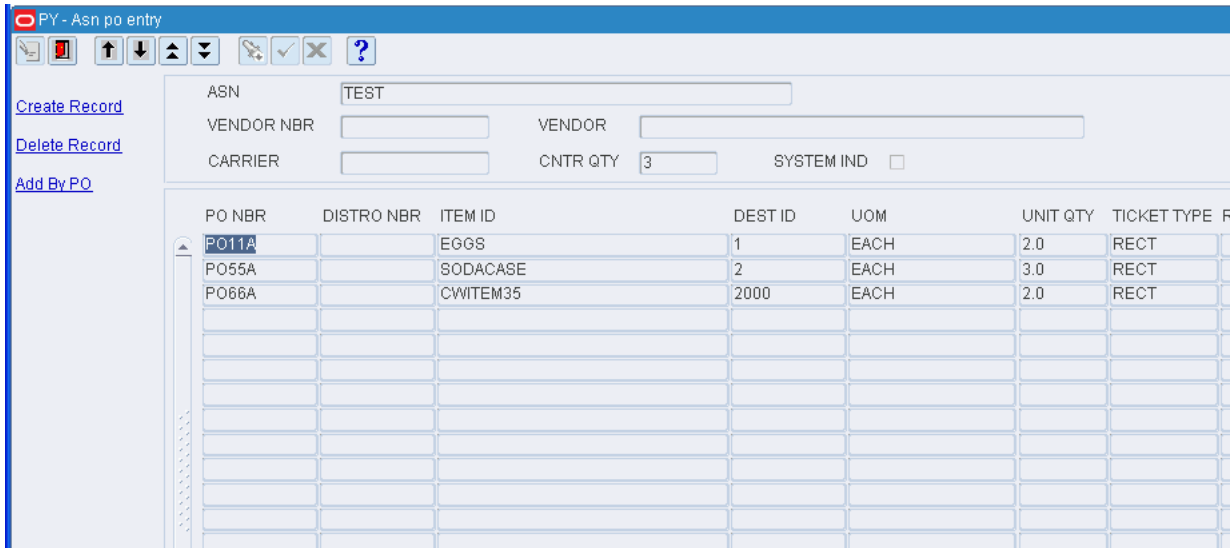 PY - Asn po entry
?
Create Record
Delete Record
Add By PO
ASN TEST
VENDOR NBR VENDOR
CARRIER CNTR QTY 3 SYSTEM IND
PO NBR DISTRO NBR ITEM ID DEST ID UOM UNIT QTY TICKET TYPE R
PO11A EGGS 1 EACH 2.0 RECT
PO55A SODACASE 2 EACH 3.0 RECT
PO66A CWITEM35 2000 EACH 2.0 RECT